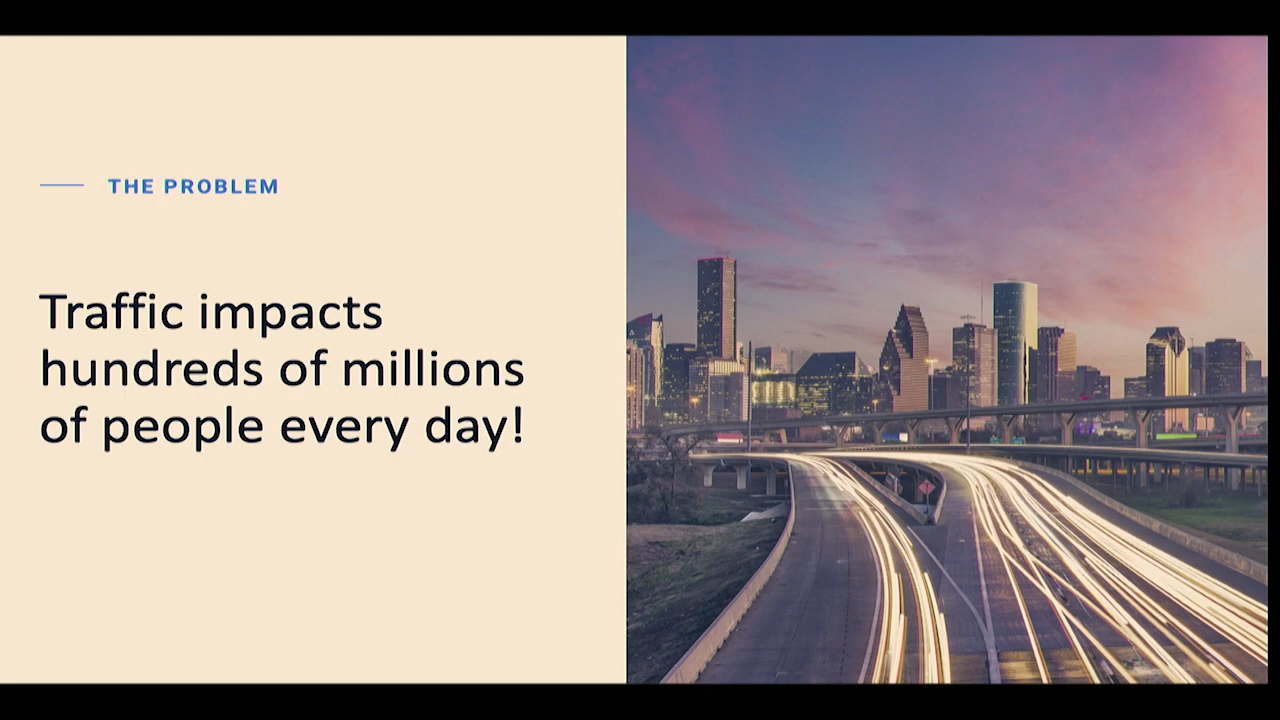 THE PROBLEM
Traffic impacts
hundreds of millions
of people every day!